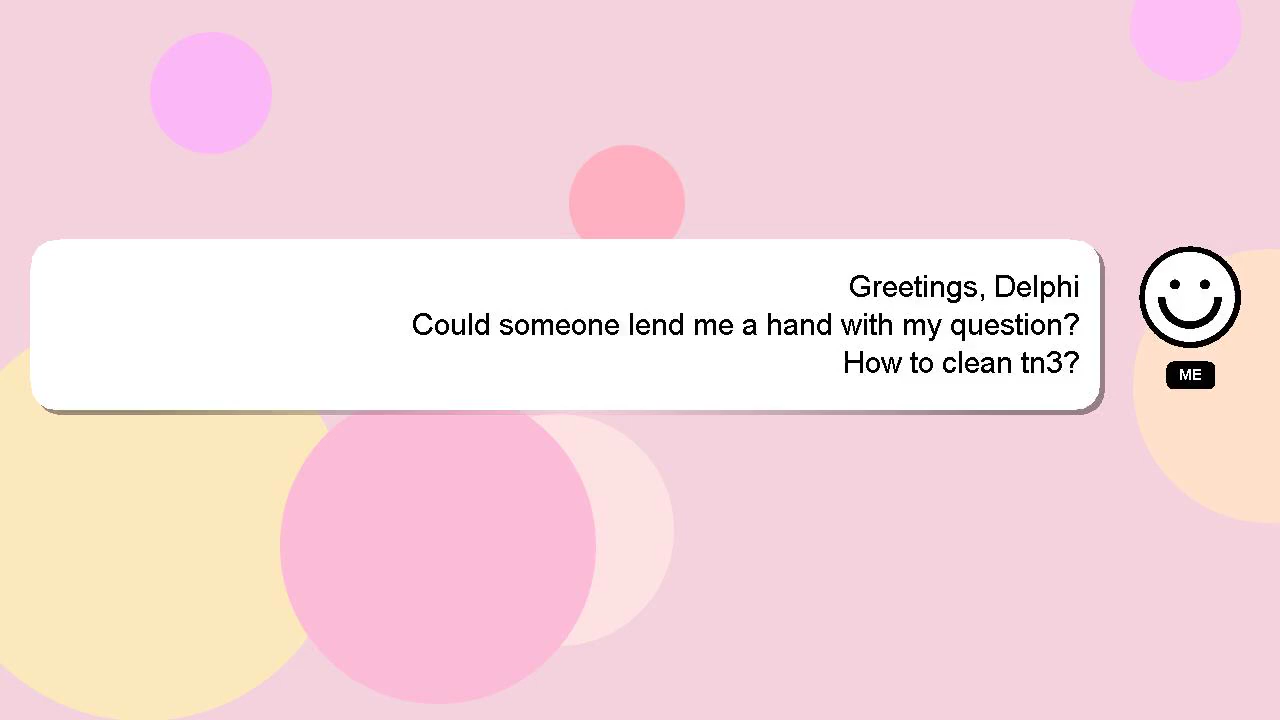 Greetings, Delphi
Could someone lend me a hand with my question?
How to clean tn3?
ME